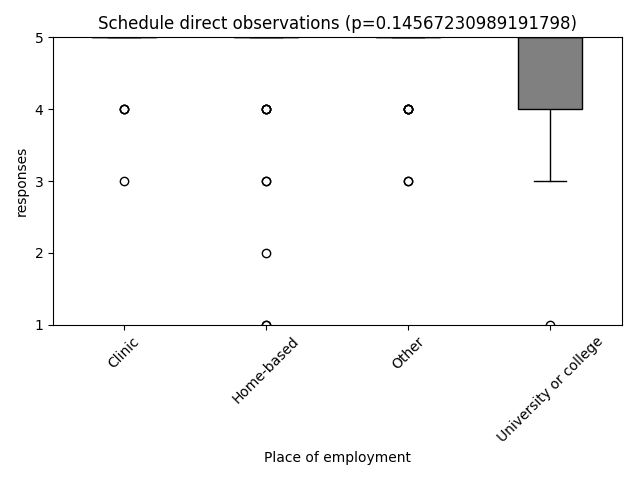 Schedule direct observations (p=0.14567230989191798)
5
4
3
2
1
responses
Clinic
Home-based
Other
University or college
Place of employment